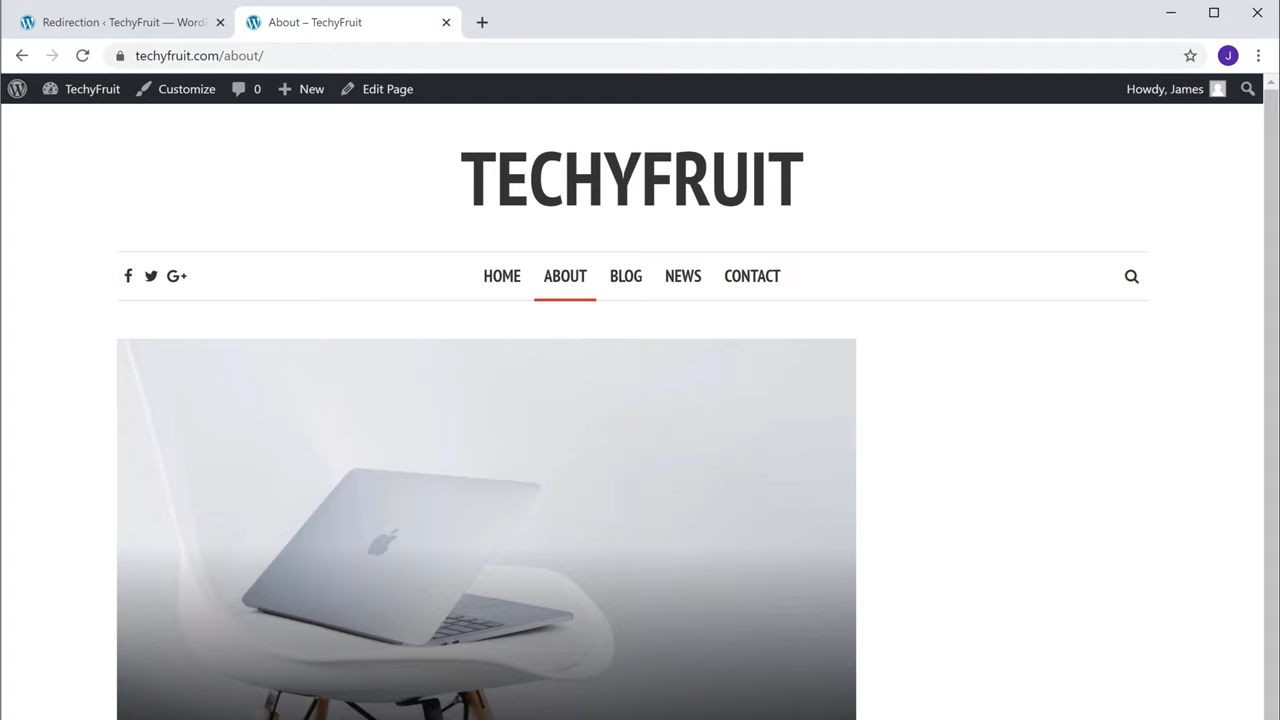 Redirection ‹ TechyFruit — Word
About – TechyFruit
techyfruit.com/about/
J
TechyFruit
Customize
0
New
Edit Page
Howdy, James
TECHYFRUIT
G+
HOME
ABOUT
BLOG
NEWS
CONTACT